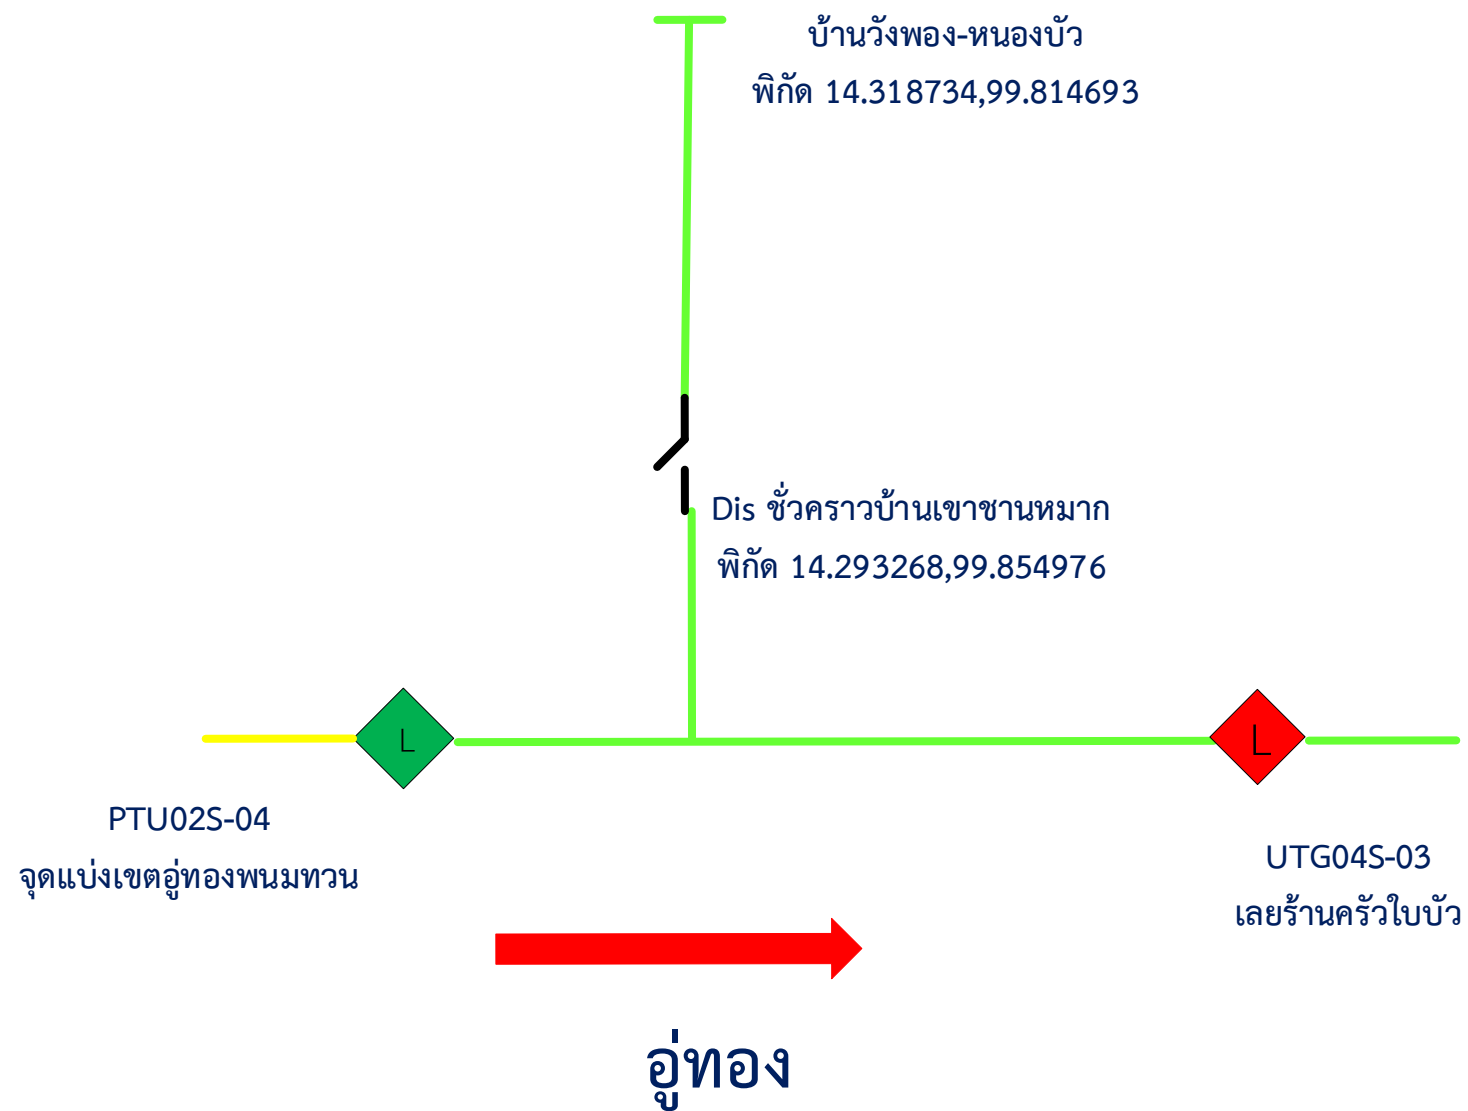 บ้านวังพอง-หนองบัว
พิกัด 14.318734,99.814693
Dis ชั่วคราวบ้านเขาชานหมาก
พิกัด 14.293268,99.854976
L
L
PTU02S-04
จุดแบ่งเขตอู่ทองพนมทวน
UTG04S-03
เลยร้านครัวใบบัว
อู่ทอง